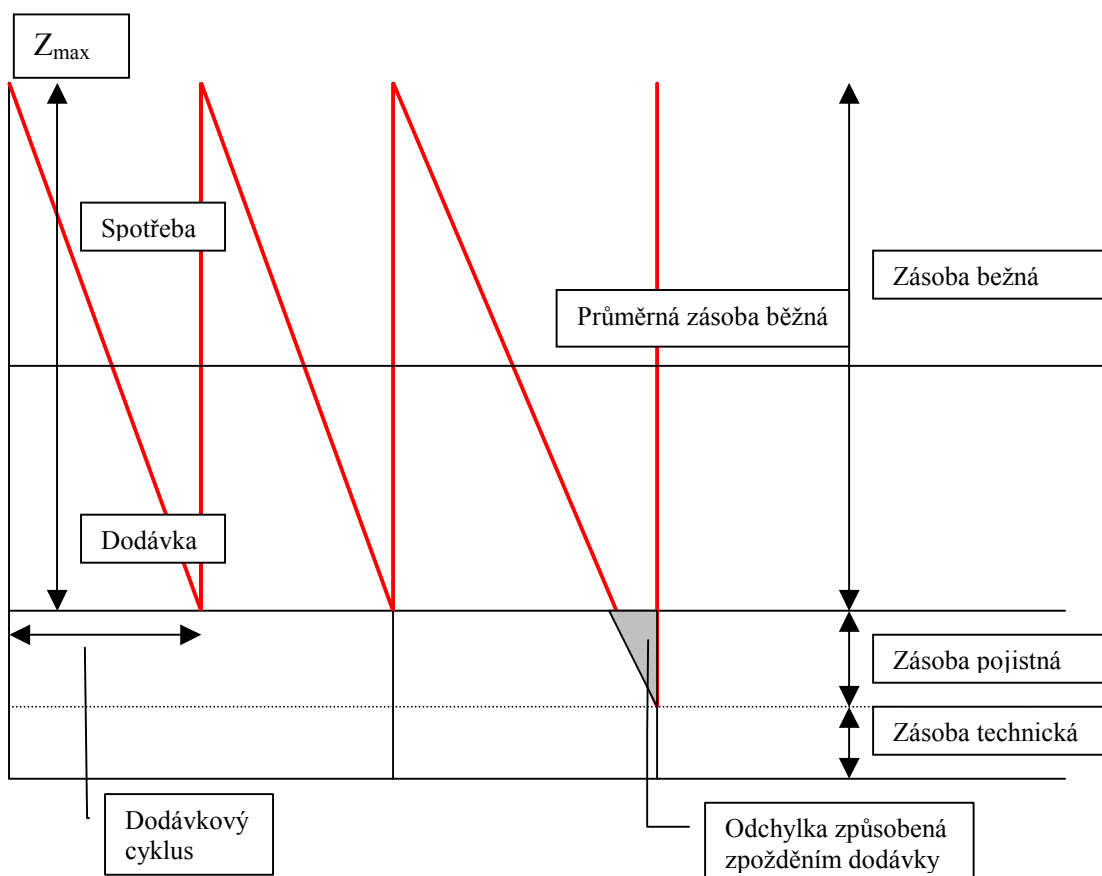 Zmax
Spotřeba
Zásoba bežná
Průměrná zásoba běžná
Dodávka
Zásoba pojistná
Zásoba technická
Dodávkový
cyklus
Odchylka způsobená
zpožděním dodávky